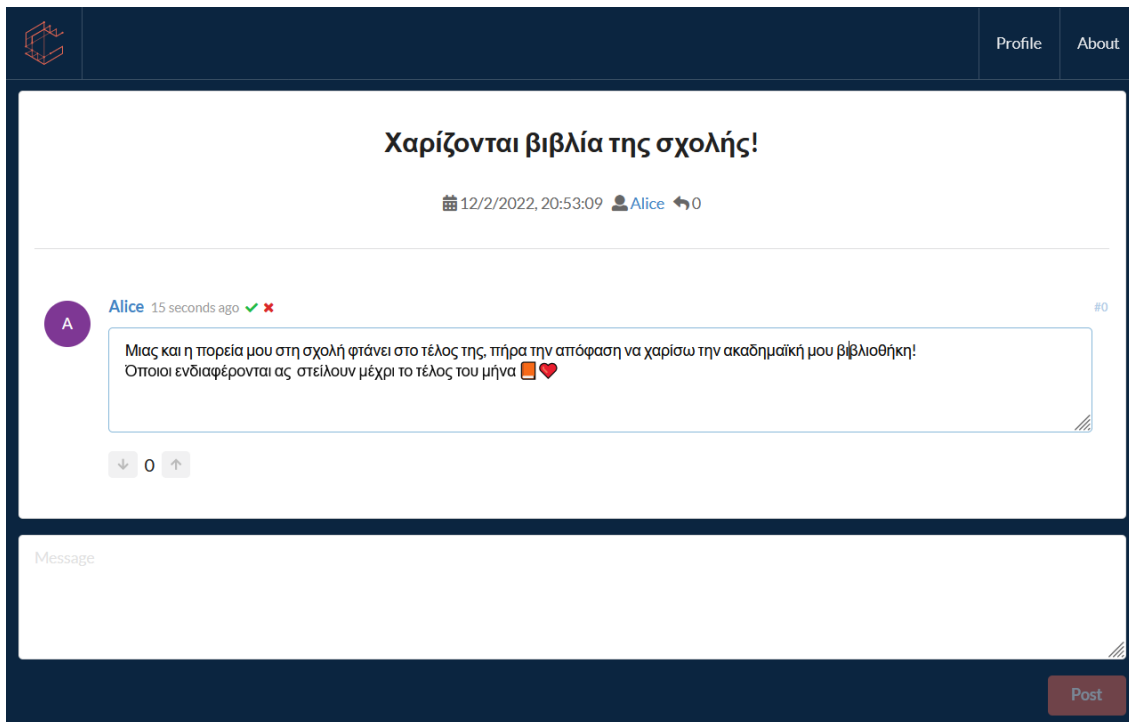 Profile About
Χαρίζονται βιβλία της σχολής!
12/2/2022, 20:53:09 Alice 0
Alice 15 seconds ago #0
A
Μιας και η πορεία μου στη σχολή φτάνει στο τέλος της, πήρα την απόφαση να χαρίσω την ακαδημαϊκή μου βιβλιοθήκη!
Όποιοι ενδιαφέρονται ας στείλουν μέχρι το τέλος του μήνα 📙❤️
0
Message
Post